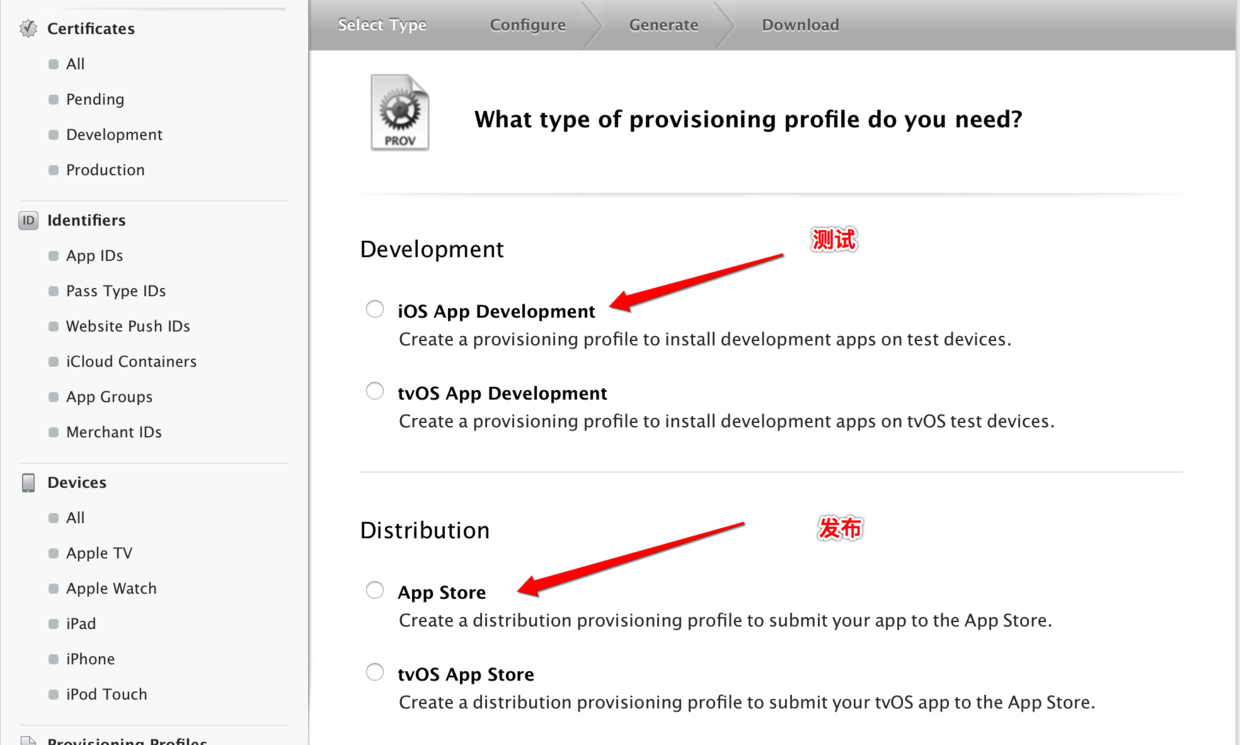 Certificates
All
Pending
Development
Production
ID
Identifiers
App IDs
Pass Type IDs
Website Push IDs
iCloud Containers
App Groups
Merchant IDs
Devices
All
Apple TV
Apple Watch
iPad
iPhone
iPod Touch
Provisioning Profiles
Select Type
Configure
Generate
Download
PROV
What type of provisioning profile do you need?
Development
测试
iOS App Development
Create a provisioning profile to install development apps on test devices.
tvOS App Development
Create a provisioning profile to install development apps on tvOS test devices.
Distribution
发布
App Store
Create a distribution provisioning profile to submit your app to the App Store.
tvOS App Store
Create a distribution provisioning profile to submit your tvOS app to the App Store.